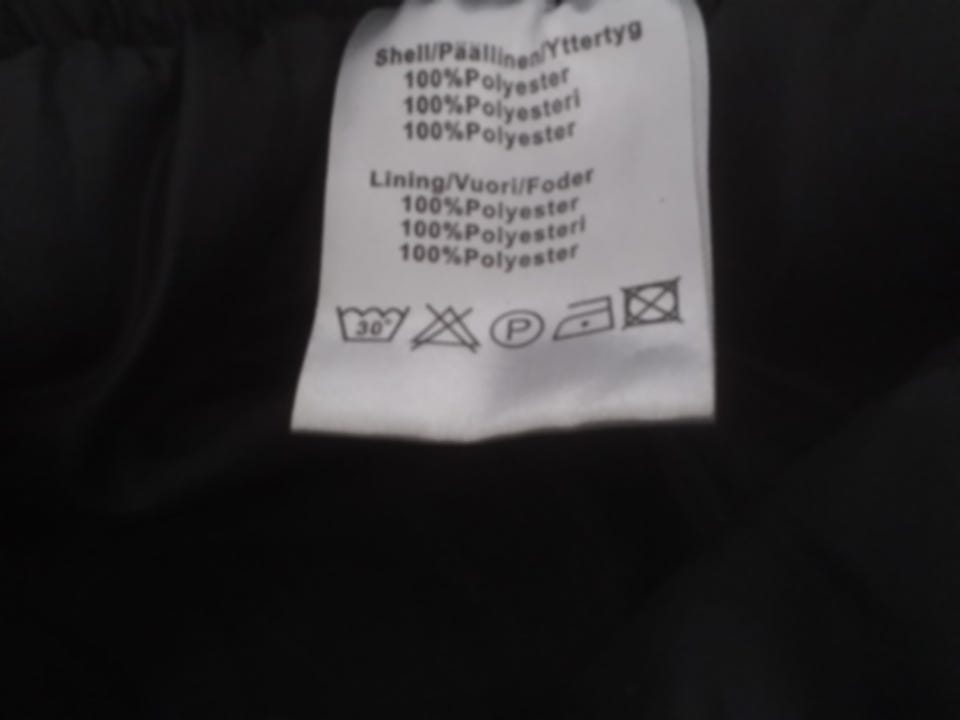 Shell/Päällinen/Yttertyg
100%Polyester
100%Polyesteri
100%Polyester
Lining/Vuori/Foder
100%Polyester
100%Polyesteri
100%Polyester
30° P